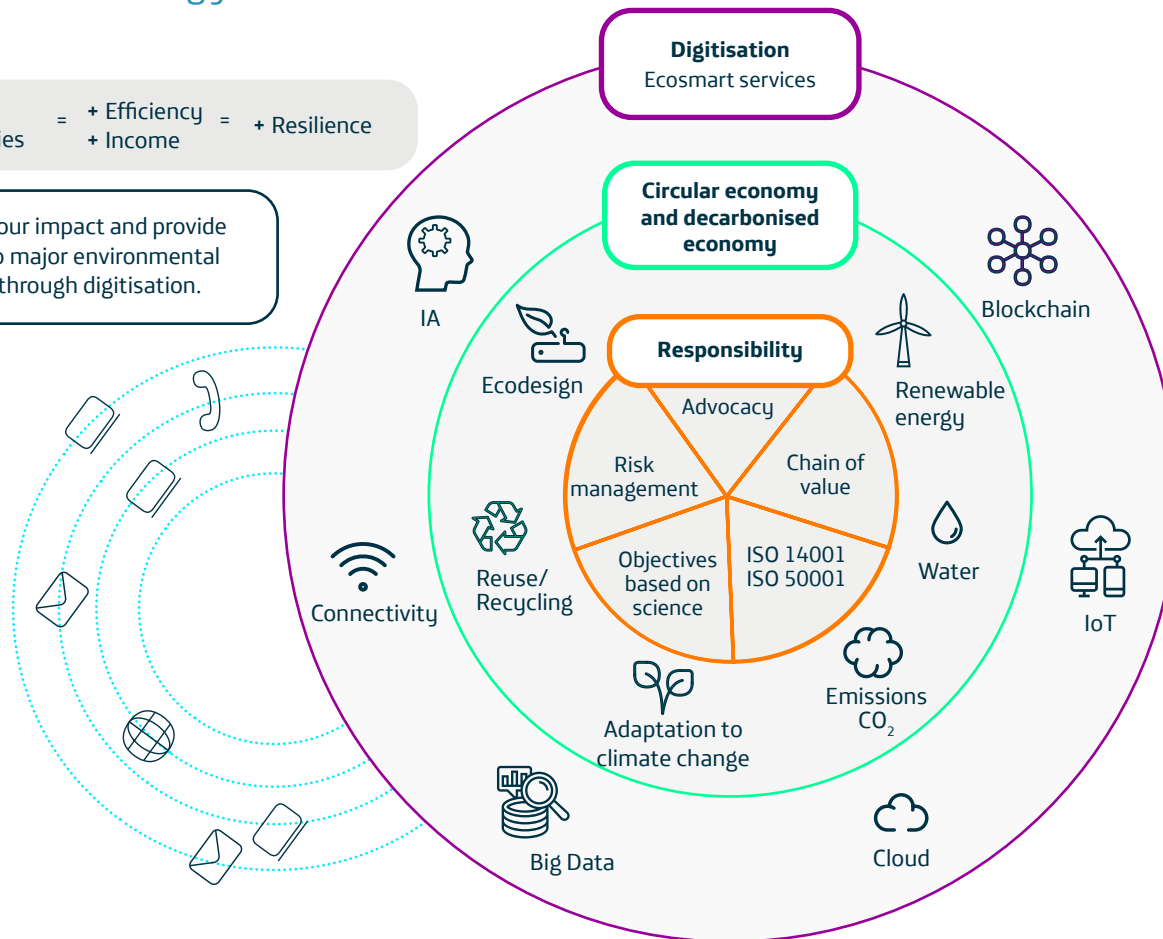 Digitisation
Ecosmart services
= + Efficiency = + Resilience
+ Income
our impact and provide
major environmental
through digitisation.
Circular economy
and decarbonised
economy
IA
Blockchain
Ecodesign
Responsibility
Renewable
energy
Advocacy
Risk
management
Chain of
value
Reuse/
Recycling
Objectives
based on
science
ISO 14001
ISO 50001
Water
Connectivity
IoT
Adaptation to
climate change
Emissions
CO₂
Big Data
Cloud